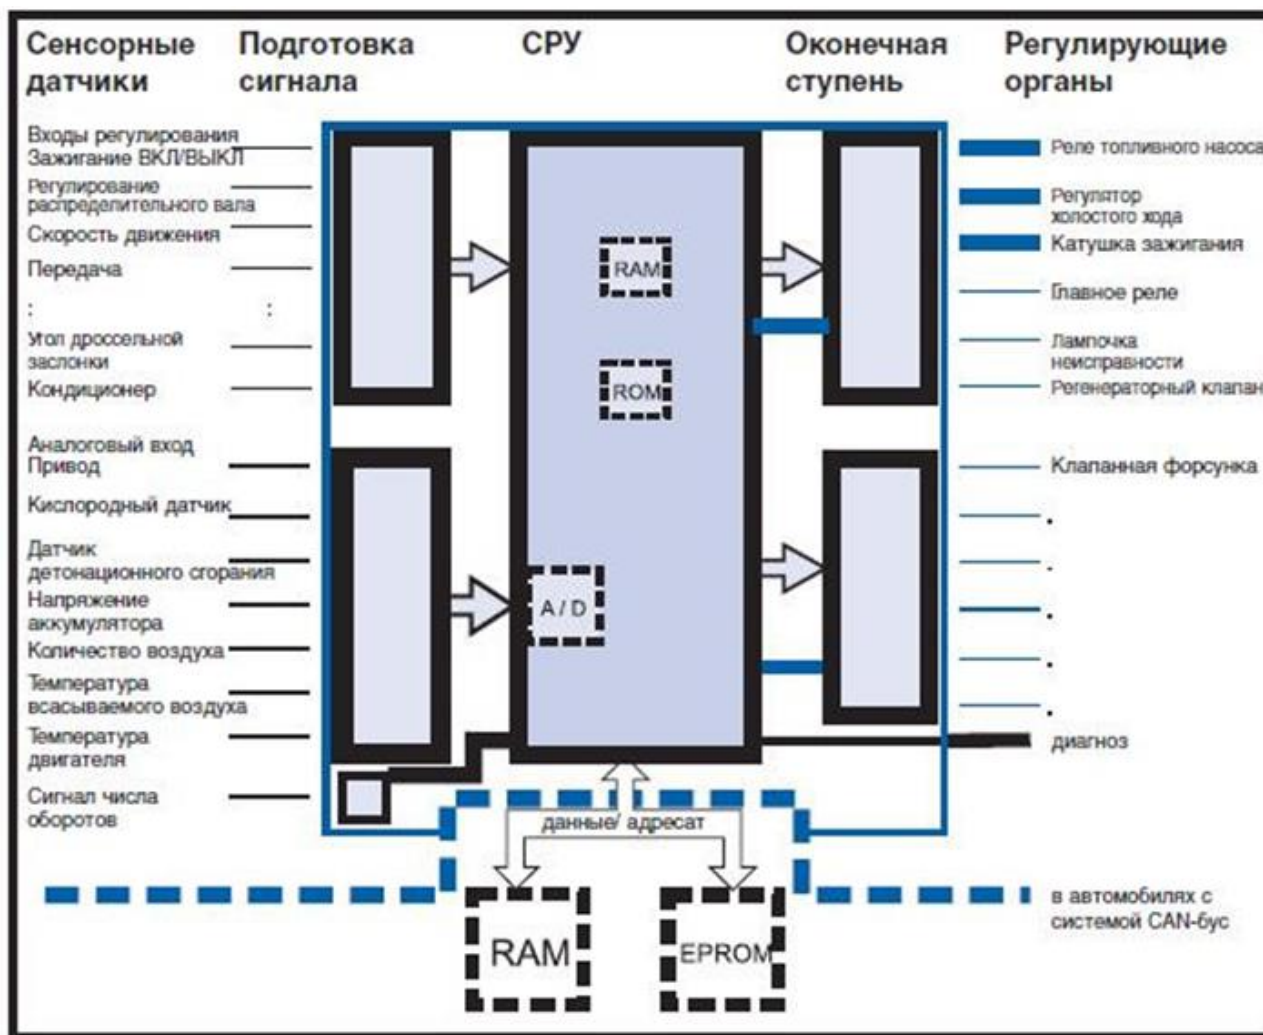 Сенсорные
датчики
Подготовка
сигнала
СРУ
Оконечная
ступень
Регулирующие
органы
Входы регулирования
Зажигание ВКЛ/ВЫКЛ
Регулирование
распределительного вала
Скорость движения
Передача
:
:
Угол дроссельной
заслонки
Кондиционер
Аналоговый вход
Привод
Кислородный датчик
Датчик
детонационного сгорания
Напряжение
аккумулятора
Количество воздуха
Температура
всасываемого воздуха
Температура
двигателя
Сигнал числа
оборотов
RAM
ROM
A / D
Реле топливного насоса
Регулятор
холостого хода
Катушка зажигания
Главное реле
Лампочка
неисправности
Регенераторный клапан
Клапанная форсунка
.
.
.
.
.
диагноз
данные/ адресат
RAM
EPROM
в автомобилях с
системой CAN-бус